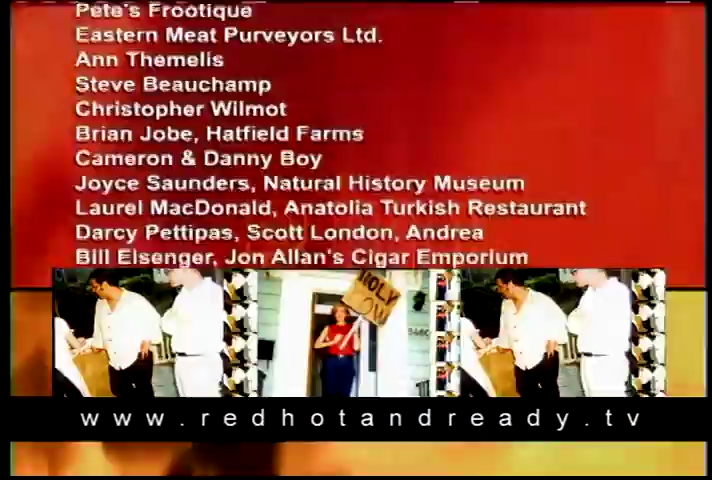 Pete's Frootique
Eastern Meat Purveyors Ltd.
Ann Themelis
Steve Beauchamp
Christopher Wilmot
Brian Jobe, Hatfield Farms
Cameron & Danny Boy
Joyce Saunders, Natural History Museum
Laurel MacDonald, Anatolia Turkish Restaurant
Darcy Pettipas, Scott London, Andrea
Bill Eisenger, Jon Allan's Cigar Emporium
HOLY
www.redhotandready.tv